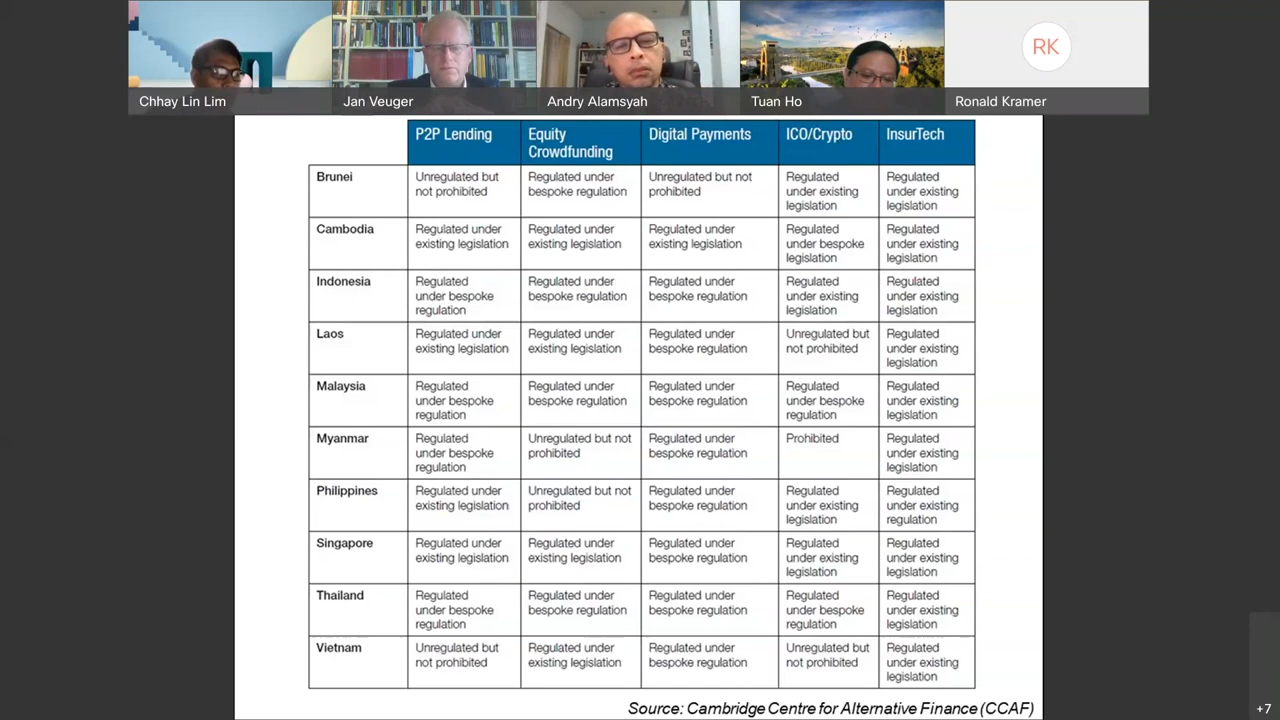 Chhay Lin Lim
Jan Veuger
Andry Alamsyah
Tuan Ho
RK
Ronald Kramer
P2P Lending
Equity
Crowdfunding
Digital Payments
ICO/Crypto
InsurTech
Brunei
Unregulated but
not prohibited
Regulated under
bespoke regulation
Unregulated but not
prohibited
Regulated
under existing
legislation
Regulated
under existing
legislation
Cambodia
Regulated under
existing legislation
Regulated under
existing legislation
Regulated under
existing legislation
Regulated
under bespoke
legislation
Regulated
under existing
legislation
Indonesia
Regulated
under bespoke
regulation
Regulated under
bespoke regulation
Regulated under
bespoke regulation
Regulated
under existing
legislation
Regulated
under existing
legislation
Laos
Regulated under
existing legislation
Regulated under
existing legislation
Regulated under
bespoke regulation
Unregulated but
not prohibited
Regulated
under existing
legislation
Malaysia
Regulated
under bespoke
regulation
Regulated under
bespoke regulation
Regulated under
bespoke regulation
Regulated
under bespoke
regulation
Regulated
under existing
legislation
Myanmar
Regulated
under bespoke
regulation
Unregulated but not
prohibited
Regulated under
bespoke regulation
Prohibited
Regulated
under existing
legislation
Philippines
Regulated under
existing legislation
Unregulated but not
prohibited
Regulated under
bespoke regulation
Regulated
under existing
legislation
Regulated
under existing
regulation
Singapore
Regulated under
existing legislation
Regulated under
existing legislation
Regulated under
bespoke regulation
Regulated
under existing
legislation
Regulated
under existing
legislation
Thailand
Regulated
under bespoke
regulation
Regulated under
bespoke regulation
Regulated under
bespoke regulation
Regulated
under bespoke
regulation
Regulated
under existing
legislation
Vietnam
Unregulated but
not prohibited
Regulated under
existing legislation
Regulated under
bespoke regulation
Unregulated but
not prohibited
Regulated
under existing
legislation
Source: Cambridge Centre for Alternative Finance (CCAF)
+7